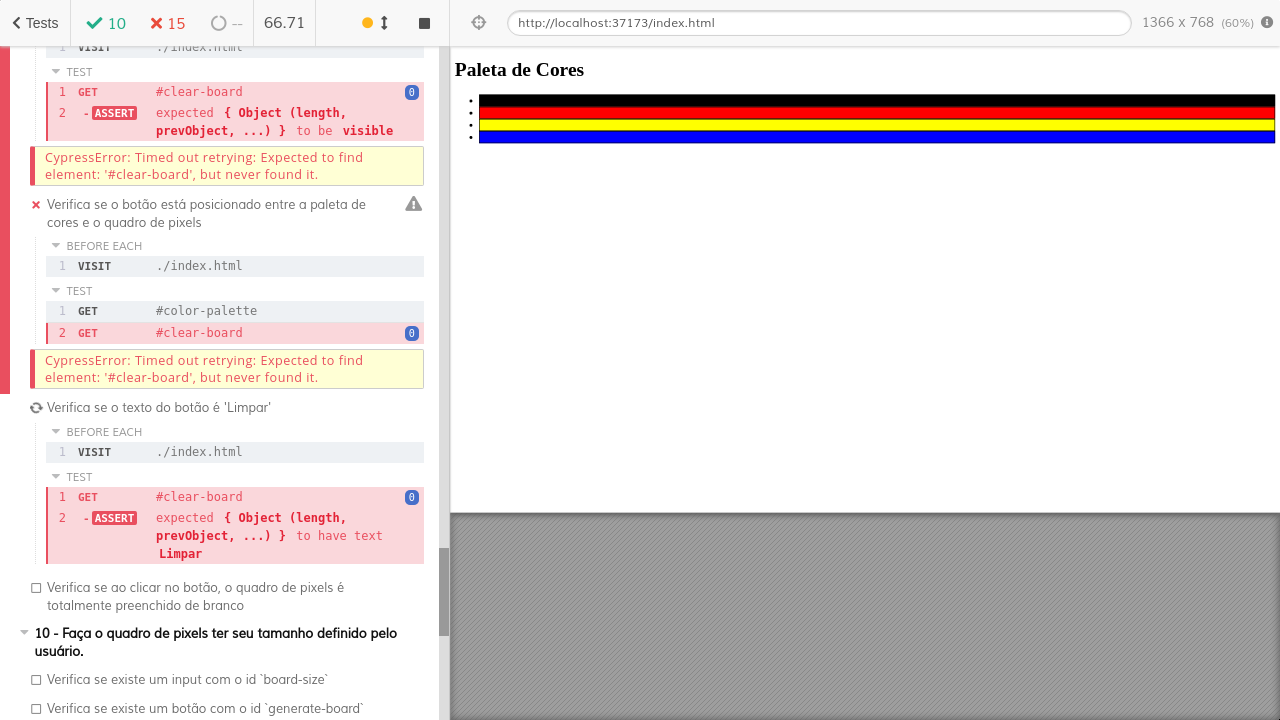 Tests 10 15 -- 66.71 http://localhost:37173/index.html 1366 x 768 (60%)
1 VISIT ./index.html
TEST
1 GET #clear-board 0
2 - ASSERT expected { Object (length,
prevObject, ...) } to be visible
CypressError: Timed out retrying: Expected to find
element: '#clear-board', but never found it.
Verifica se o botão está posicionado entre a paleta de
cores e o quadro de pixels
BEFORE EACH
1 VISIT ./index.html
TEST
1 GET #color-palette
2 GET #clear-board 0
CypressError: Timed out retrying: Expected to find
element: '#clear-board', but never found it.
Verifica se o texto do botão é 'Limpar'
BEFORE EACH
1 VISIT ./index.html
TEST
1 GET #clear-board 0
2 - ASSERT expected { Object (length,
prevObject, ...) } to have text
Limpar
Verifica se ao clicar no botão, o quadro de pixels é
totalmente preenchido de branco
10 - Faça o quadro de pixels ter seu tamanho definido pelo
usuário.
Verifica se existe um input com o id `board-size`
Verifica se existe um botão com o id `generate-board`
Paleta de Cores